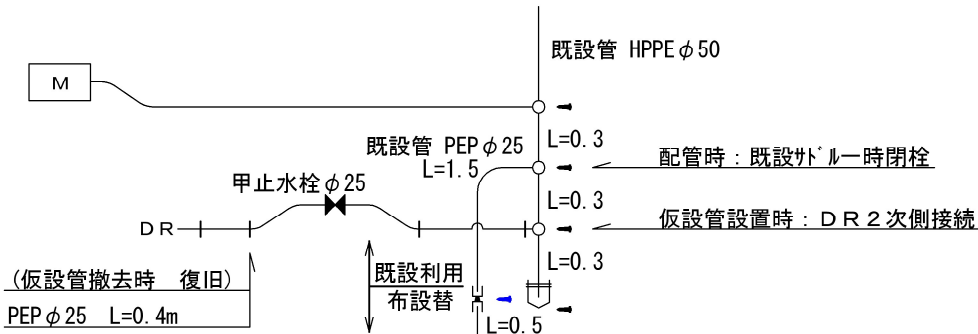 既設管 HPPEφ50
M
L=0.3
既設管 PEPφ25
L=1.5
配管時：既設ｻﾄﾞﾙ一時閉栓
甲止水栓φ25
L=0.3
DR
仮設管設置時：DR2次側接続
L=0.3
(仮設管撤去時　復旧)
既設利用
布設替
PEPφ25　L=0.4m
L=0.5